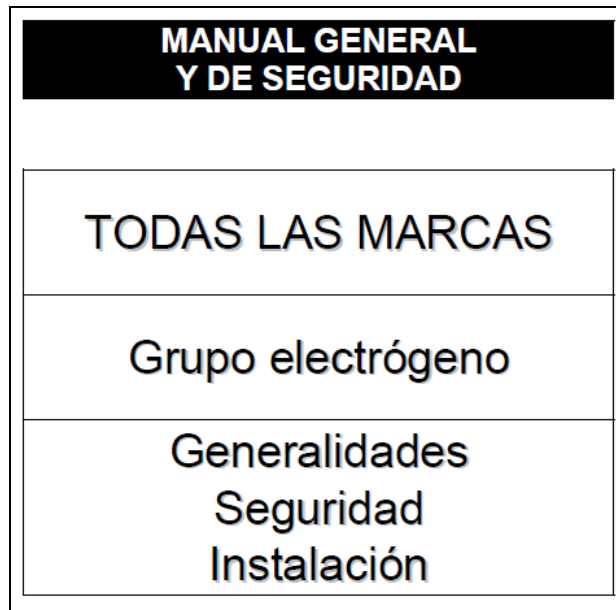 MANUAL GENERAL
Y DE SEGURIDAD
TODAS LAS MARCAS
Grupo electrógeno
Generalidades
Seguridad
Instalación